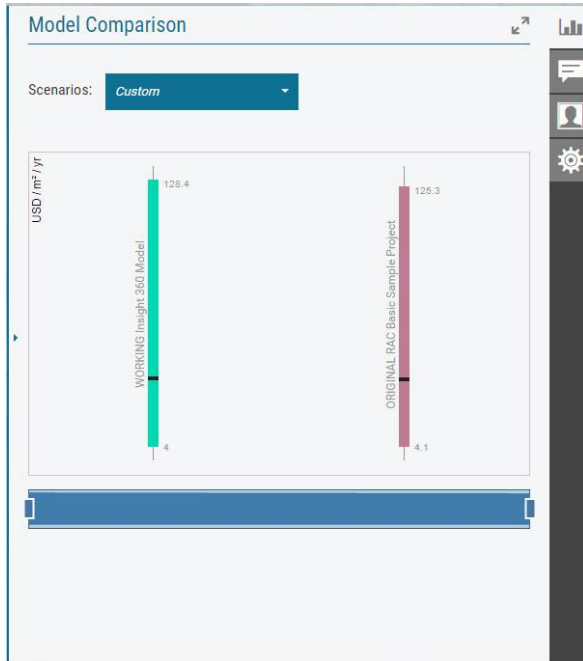 Model Comparison
Scenarios: Custom
USD / m² / yr
128.4
WORKING Insight 360 Model
4
125.3
ORIGINAL RAC Basic Sample Project
4.1